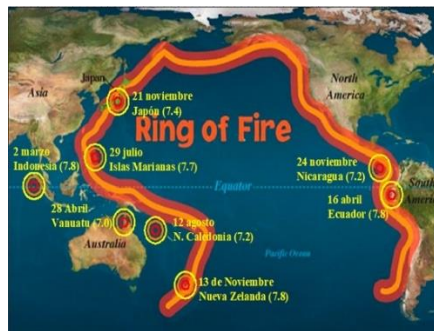 Asia
Japan
21 noviembre
Japón (7.4)
North
America
Ring of Fire
2 marzo
Indonesia (7.8)
29 julio
Islas Marianas (7.7)
24 noviembre
Nicaragua (7.2)
Equator
South
America
16 abril
Ecuador (7.8)
28 Abril
Vanuatu (7.0)
12 agosto
N. Caledonia (7.2)
Australia
Pacific Ocean
13 de Noviembre
Nueva Zelanda (7.8)